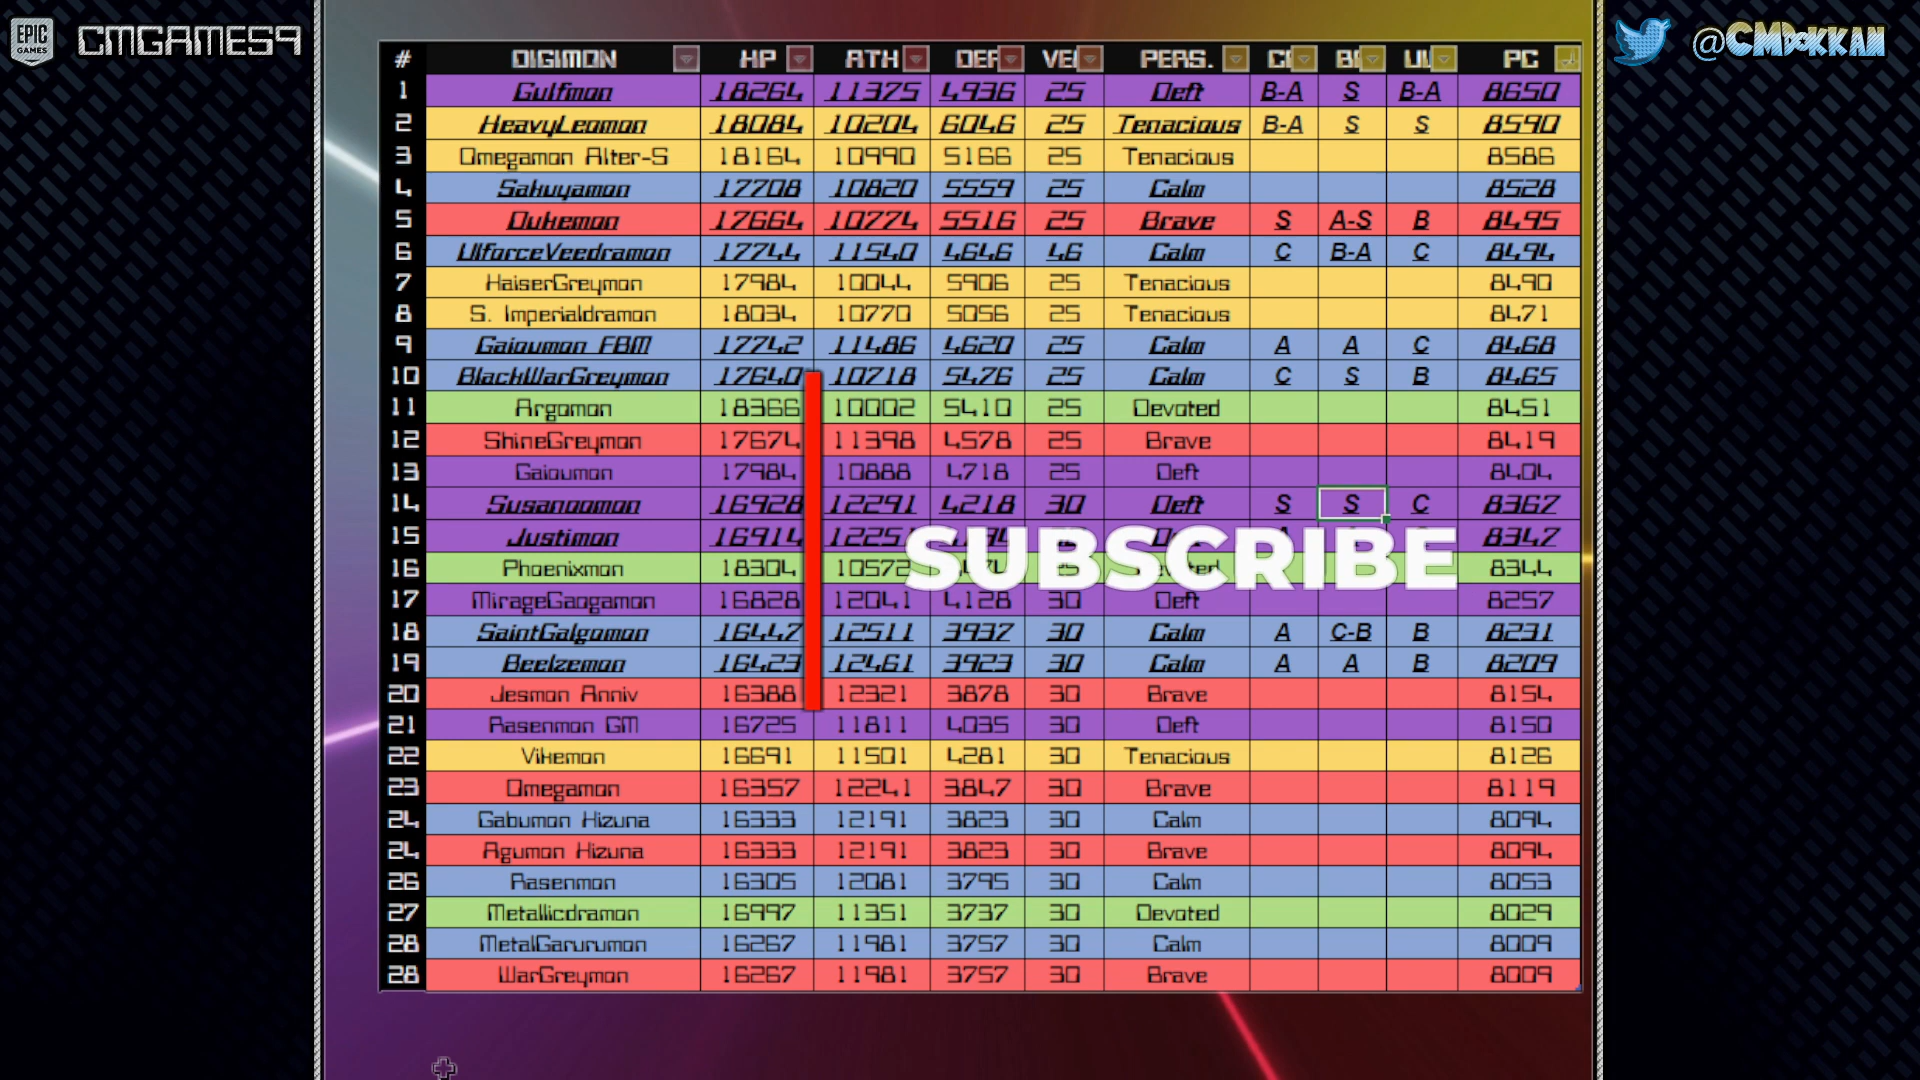 EPIC GAMES CMGAMES9 @CMDOKKAN
# DIGIMON HP ATK DEF PERS. PC
1 Gulfmon 18264 11375 4936 25 Deft B-A S B-A 8650
2 HeavyLeomon 18084 10204 6046 25 Tenacious B-A S S 8590
3 Omegamon Alter-S 18164 10990 5166 25 Tenacious 8586
4 Sakuyamon 17708 10820 5559 25 Calm 8528
5 Dukemon 17664 10774 5516 25 Brave S A-S B 8495
6 UlforceVeedramon 17744 11540 4646 46 Calm C B-A C 8494
7 KaiserGreymon 17984 10044 5906 25 Tenacious 8490
8 S. Imperialdramon 18034 10770 5056 25 Tenacious 8471
9 Gaioumon FBM 17742 11486 4620 25 Calm A A C 8468
10 BlackWarGreymon 17640 10718 5476 25 Calm C S B 8465
11 Argomon 18366 10002 5410 25 Devoted 8451
12 ShineGreymon 17674 11398 4578 25 Brave 8419
13 Gaioumon 17984 10888 4718 25 Deft 8404
14 Susanoomon 16928 12291 4218 30 Deft S S C 8367
15 Justimon 16914 12251 8347
SUBSCRIBE
16 Phoenixmon 18304 10572 8344
17 MirageGaogamon 16828 12041 4128 30 Deft 8257
18 SaintGalgomon 16447 12511 3937 30 Calm A C-B B 8231
19 Beelzemon 16423 12461 3923 30 Calm A A B 8209
20 Jesmon Anniv 16388 12321 3878 30 Brave 8154
21 Rasenmon GM 16725 11811 4035 30 Deft 8150
22 Vikemon 16691 11501 4281 30 Tenacious 8126
23 Omegamon 16357 12241 3847 30 Brave 8119
24 Gabumon Kizuna 16333 12191 3823 30 Calm 8094
24 Agumon Kizuna 16333 12191 3823 30 Brave 8094
26 Rasenmon 16305 12081 3795 30 Calm 8053
27 Metallicdramon 16997 11351 3737 30 Devoted 8029
28 MetalGarurumon 16267 11981 3757 30 Calm 8009
28 WarGreymon 16267 11981 3757 30 Brave 8009